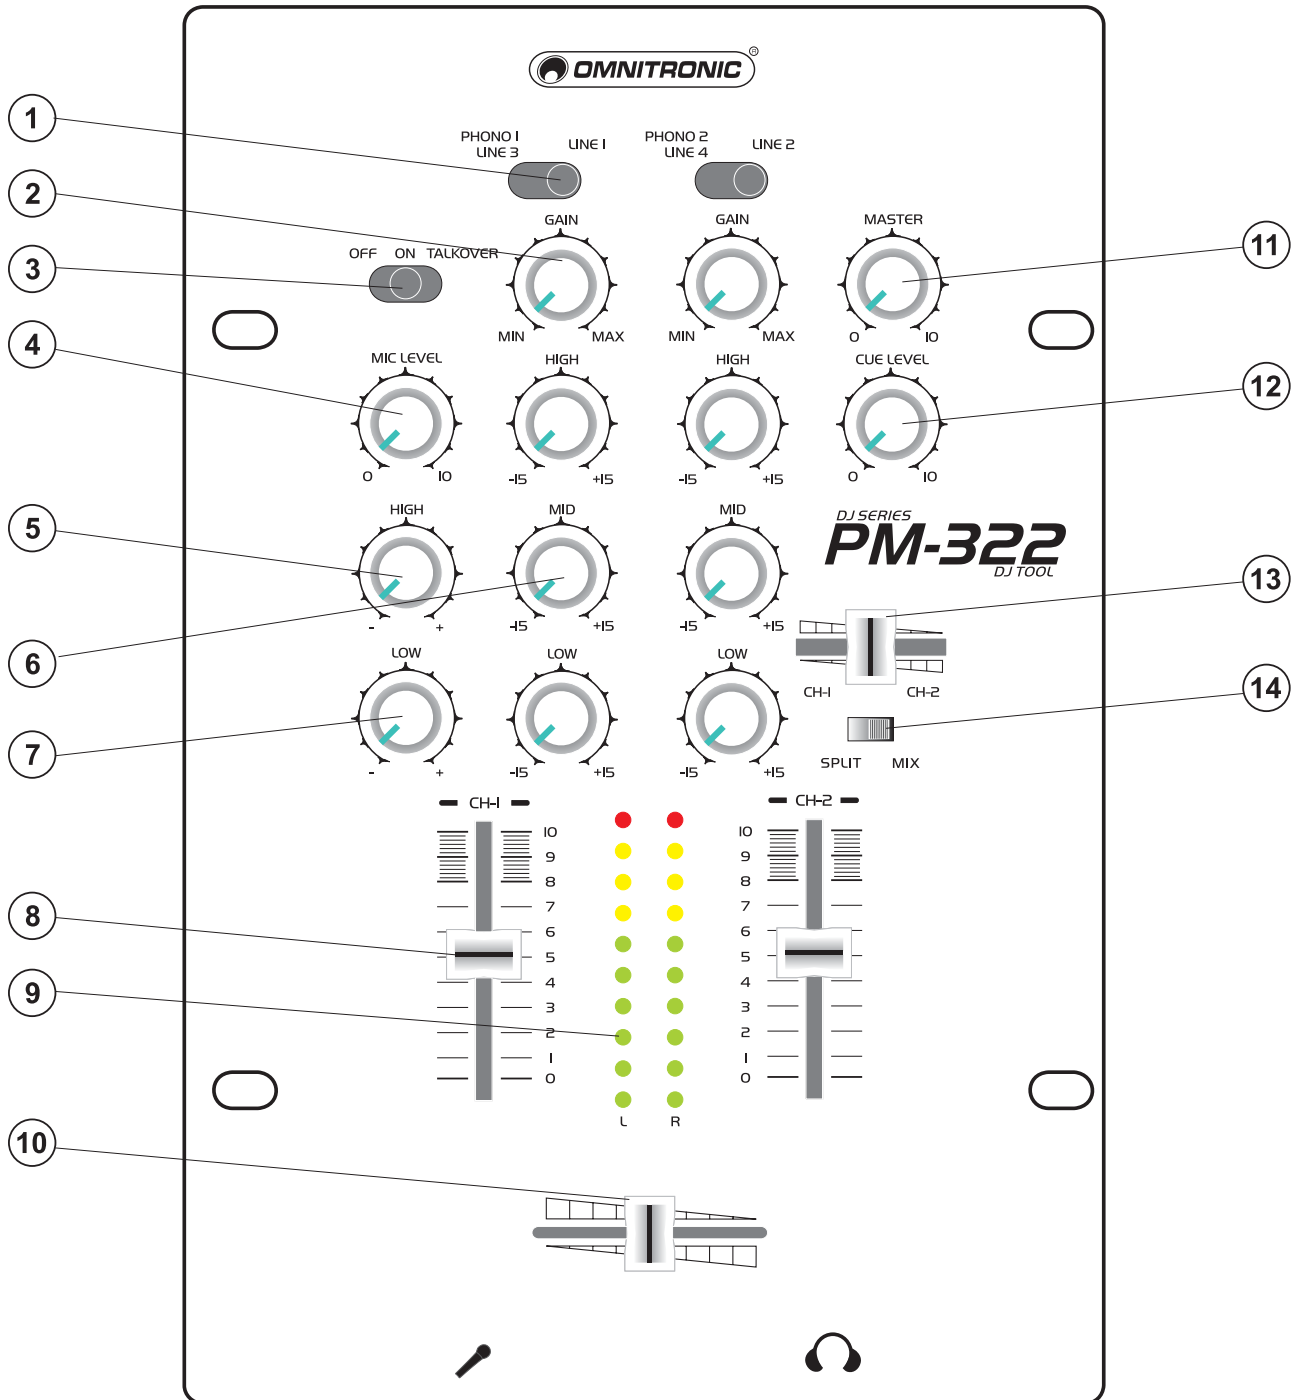 OMNITRONIC ®
1
PHONO 1
LINE 3
LINE 1
PHONO 2
LINE 4
LINE 2
2
GAIN
GAIN
MASTER
11
3
OFF ON TALKOVER
MIN MAX
MIN MAX
0 10
4
MIC LEVEL
HIGH
HIGH
CUE LEVEL
12
0 10
-15 +15
-15 +15
0 10
5
HIGH
MID
MID
DJ SERIES
PM-322
DJ TOOL
13
- +
-15 +15
-15 +15
6
LOW
LOW
LOW
CH-1 CH-2
14
7
- +
-15 +15
-15 +15
SPLIT MIX
CH-1
CH-2
10
9
8
7
6
5
4
3
2
1
0
10
9
8
7
6
5
4
3
2
1
0
8
9
L R
10